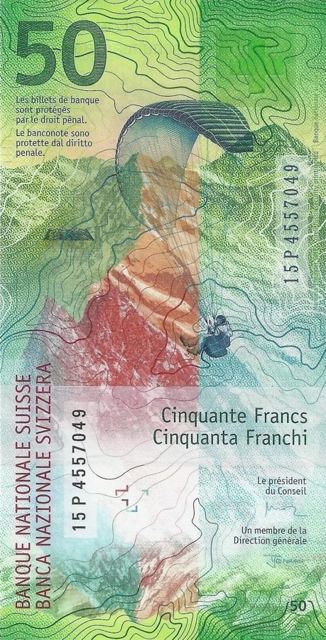 50
Les billets de banque
sont protégés
par le droit pénal.
Le banconote sono
protette dal diritto
penale.
15P4557049
BANQUE NATIONALE SUISSE
BANCA NAZIONALE SVIZZERA
15P4557049
Cinquante Francs
Cinquanta Franchi
Le président
du Conseil
Un membre de la
Direction générale
/50